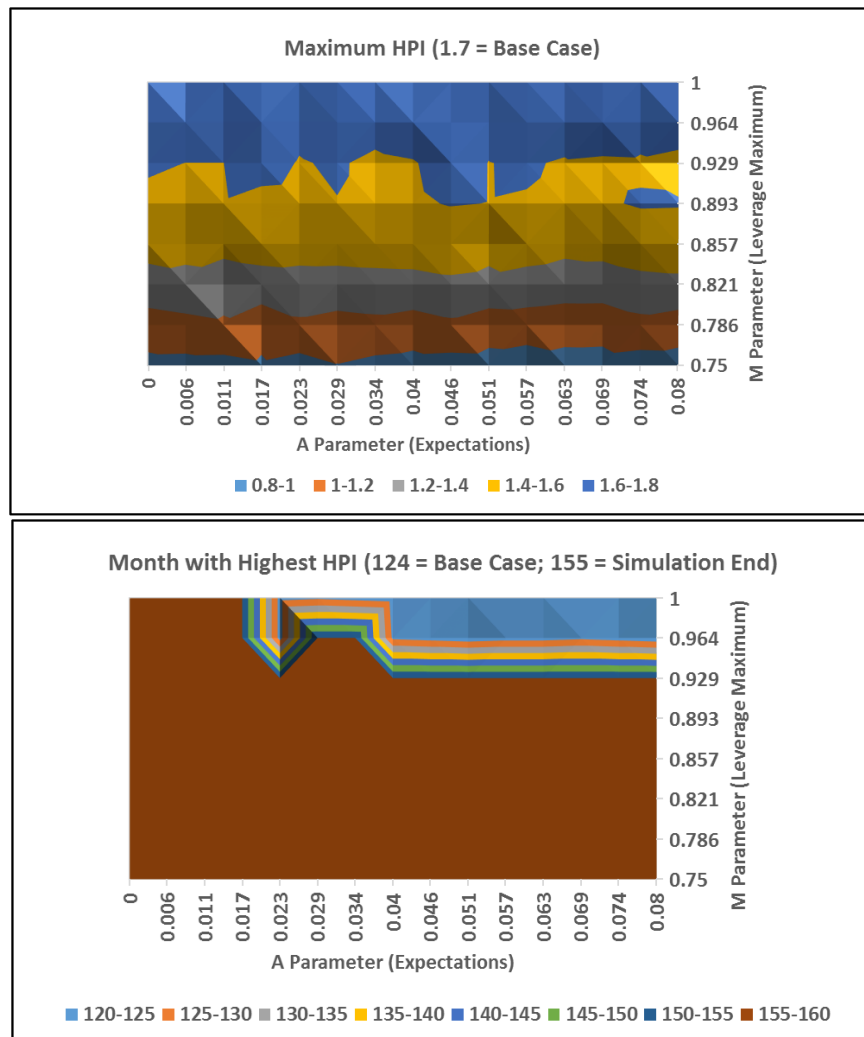 Maximum HPI (1.7 = Base Case)
1
0.964
0.929
0.893
0.857
0.821
0.786
0.75
M Parameter (Leverage Maximum)
0 0.006 0.011 0.017 0.023 0.029 0.034 0.04 0.046 0.051 0.057 0.063 0.069 0.074 0.08
A Parameter (Expectations)
0.8-1 1-1.2 1.2-1.4 1.4-1.6 1.6-1.8
Month with Highest HPI (124 = Base Case; 155 = Simulation End)
1
0.964
0.929
0.893
0.857
0.821
0.786
0.75
M Parameter (Leverage Maximum)
0 0.006 0.011 0.017 0.023 0.029 0.034 0.04 0.046 0.051 0.057 0.063 0.069 0.074 0.08
A Parameter (Expectations)
120-125 125-130 130-135 135-140 140-145 145-150 150-155 155-160